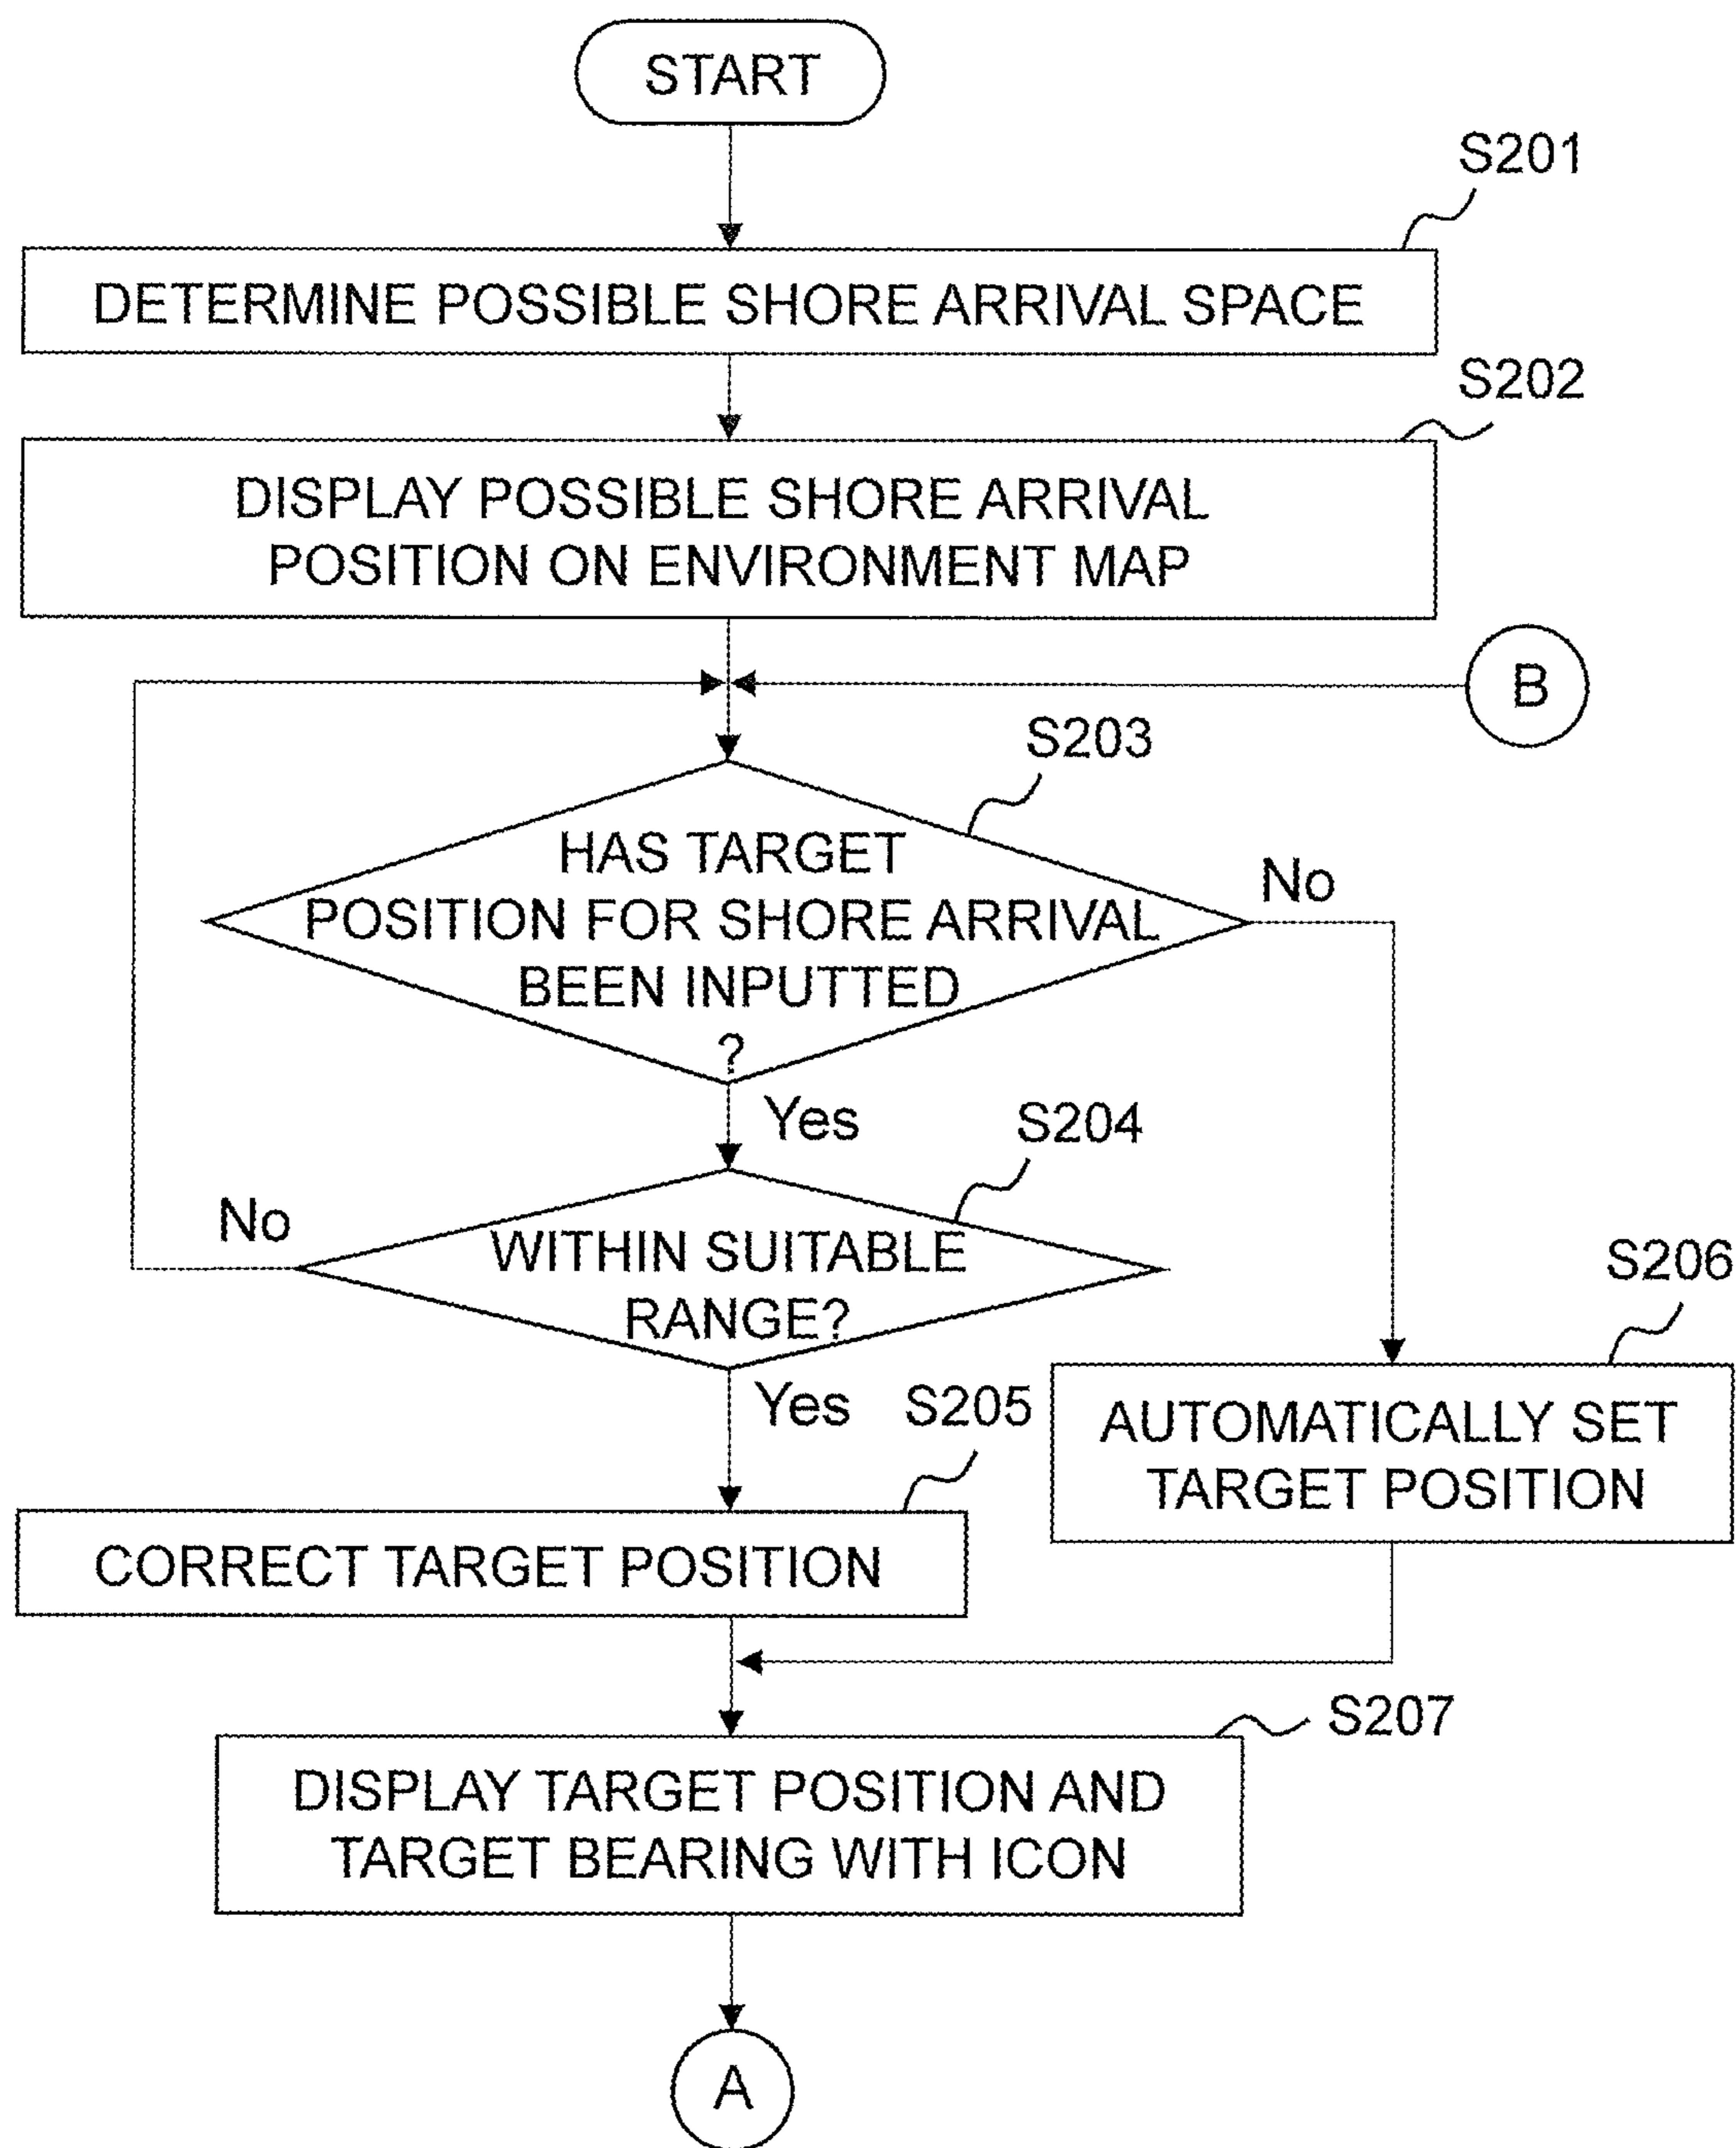 START
S201
DETERMINE POSSIBLE SHORE ARRIVAL SPACE
S202
DISPLAY POSSIBLE SHORE ARRIVAL
POSITION ON ENVIRONMENT MAP
B
S203
HAS TARGET
POSITION FOR SHORE ARRIVAL
BEEN INPUTTED
?
No
Yes
S204
WITHIN SUITABLE
RANGE?
No
Yes
S205
CORRECT TARGET POSITION
S206
AUTOMATICALLY SET
TARGET POSITION
S207
DISPLAY TARGET POSITION AND
TARGET BEARING WITH ICON
A